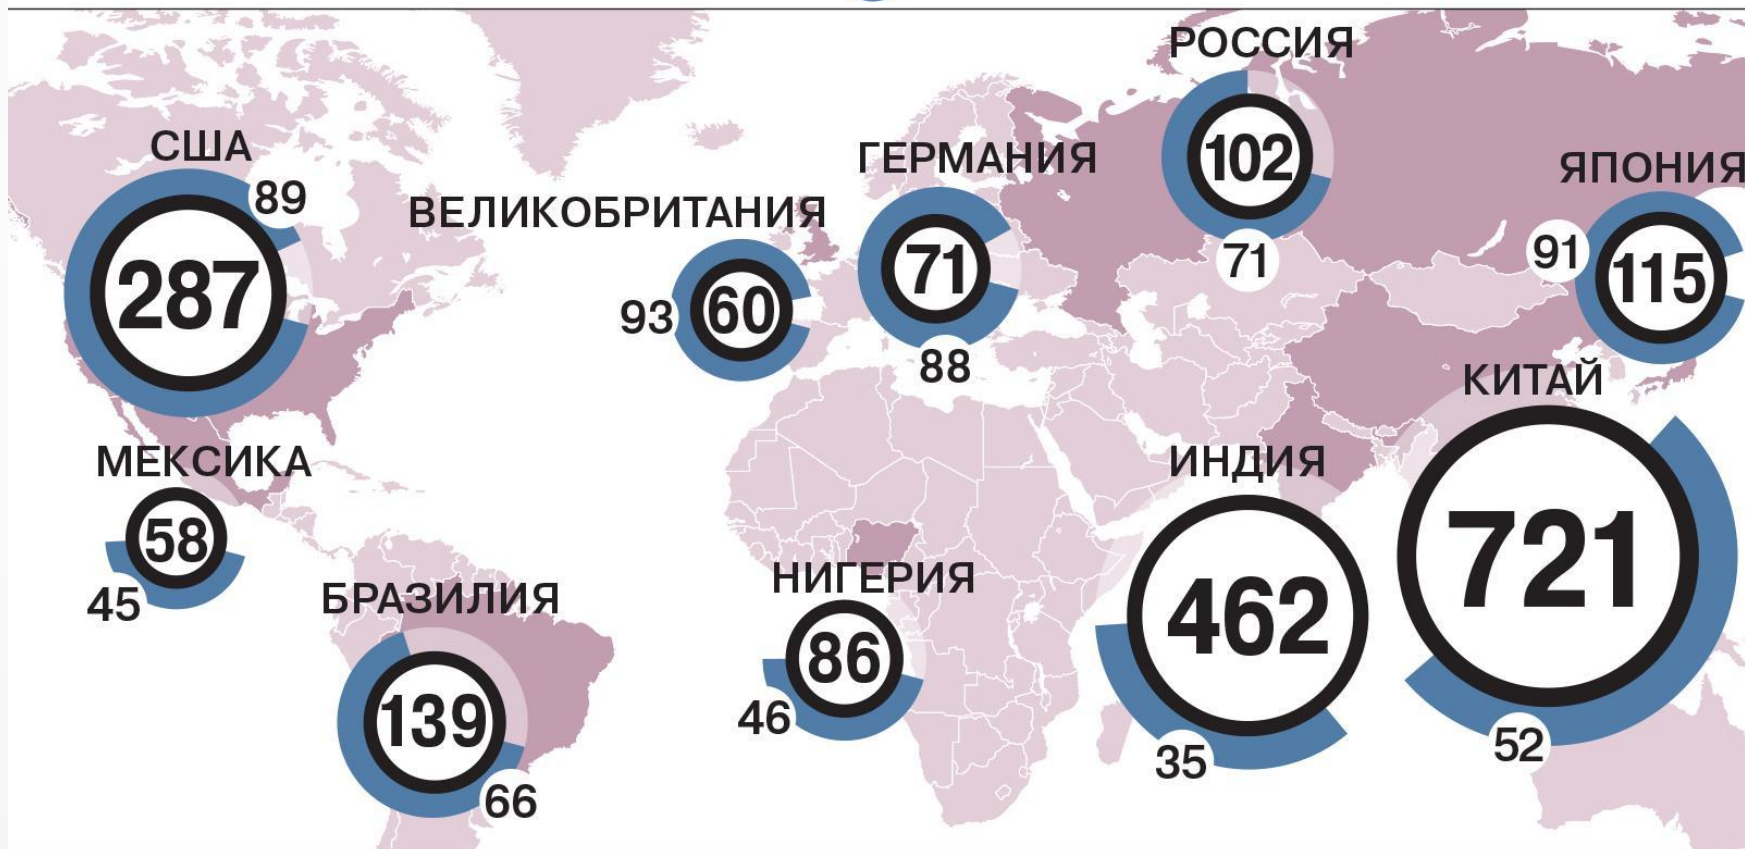 РОССИЯ
102
71
США
89
287
ГЕРМАНИЯ
71
88
ЯПОНИЯ
91
115
ВЕЛИКОБРИТАНИЯ
93
60
КИТАЙ
721
52
МЕКСИКА
58
45
ИНДИЯ
462
35
НИГЕРИЯ
86
46
БРАЗИЛИЯ
139
66